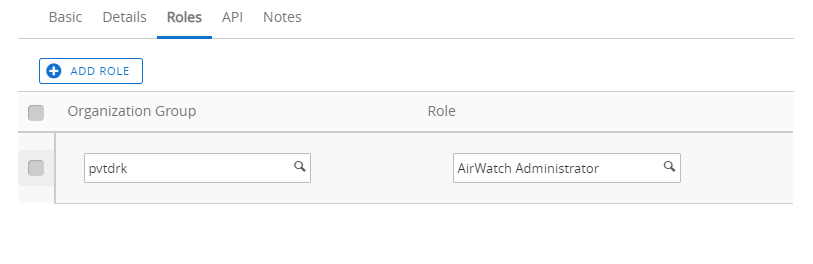 Basic Details Roles API Notes
ADD ROLE
Organization Group Role
pvtdrk AirWatch Administrator